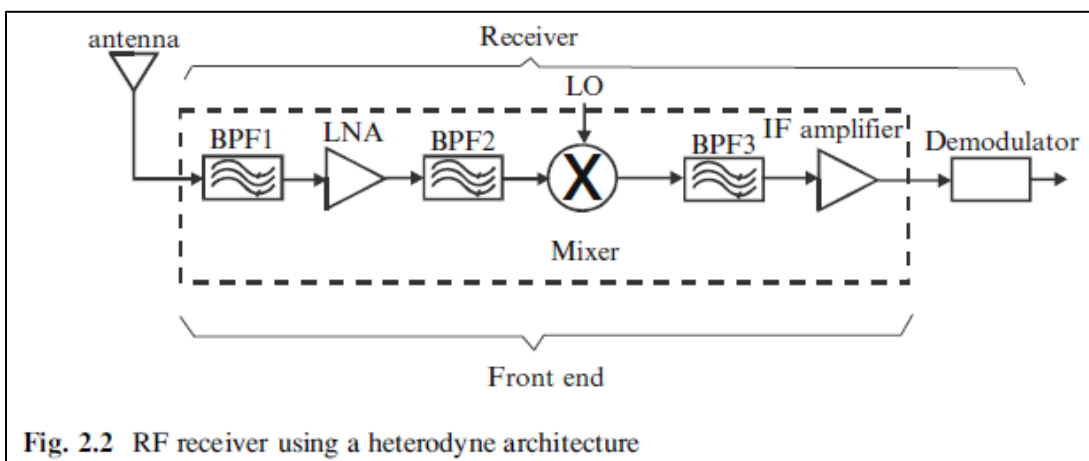 antenna
Receiver
LO
BPF1
LNA
BPF2
X
BPF3
IF amplifier
Demodulator
Mixer
Front end
Fig. 2.2 RF receiver using a heterodyne architecture